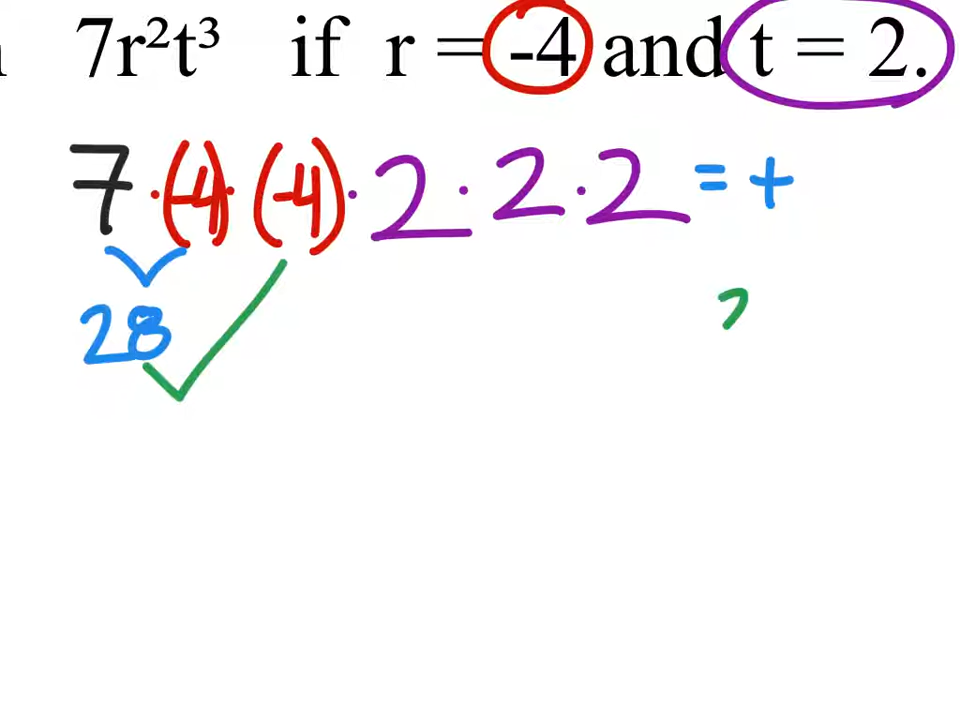 7r²t³ if r = -4 and t = 2.
7 · (-4) · (-4) · 2 · 2 · 2 = +
28